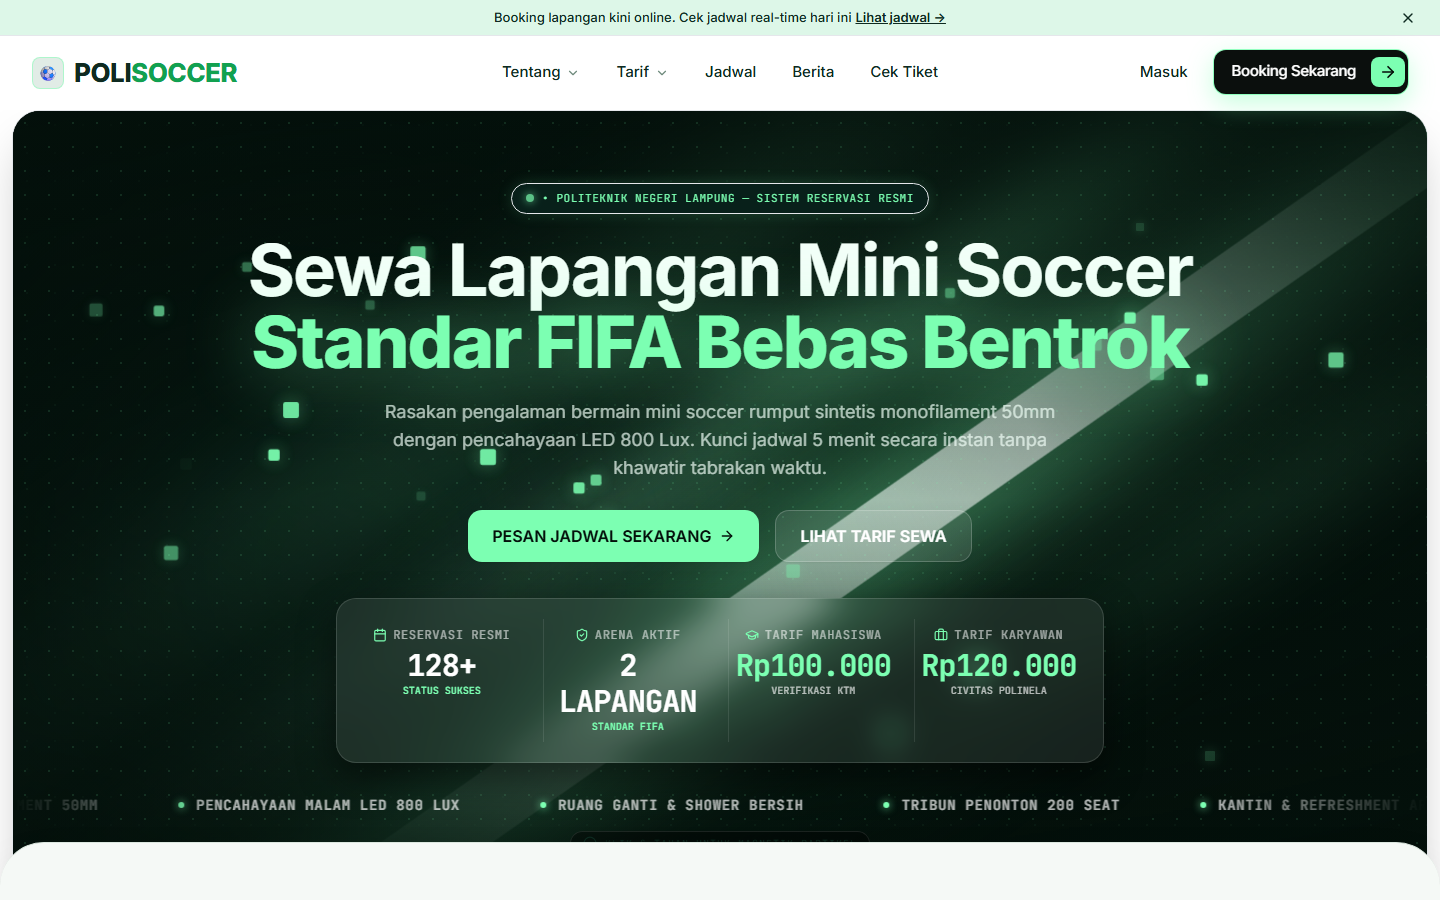 Booking lapangan kini online. Cek jadwal real-time hari ini Lihat jadwal →
POLISOCCER
Tentang
Tarif
Jadwal
Berita
Cek Tiket
Masuk
Booking Sekarang →
• POLITEKNIK NEGERI LAMPUNG — SISTEM RESERVASI RESMI
Sewa Lapangan Mini Soccer
Standar FIFA Bebas Bentrok
Rasakan pengalaman bermain mini soccer rumput sintetis monofilament 50mm
dengan pencahayaan LED 800 Lux. Kunci jadwal 5 menit secara instan tanpa
khawatir tabrakan waktu.
PESAN JADWAL SEKARANG →
LIHAT TARIF SEWA
RESERVASI RESMI
128+
STATUS SUKSES
ARENA AKTIF
2
LAPANGAN
STANDAR FIFA
TARIF MAHASISWA
Rp100.000
VERIFIKASI KTM
TARIF KARYAWAN
Rp120.000
CIVITAS POLINELA
50MM
PENCAHAYAAN MALAM LED 800 LUX
RUANG GANTI & SHOWER BERSIH
TRIBUN PENONTON 200 SEAT
KANTIN & REFRESHMENT